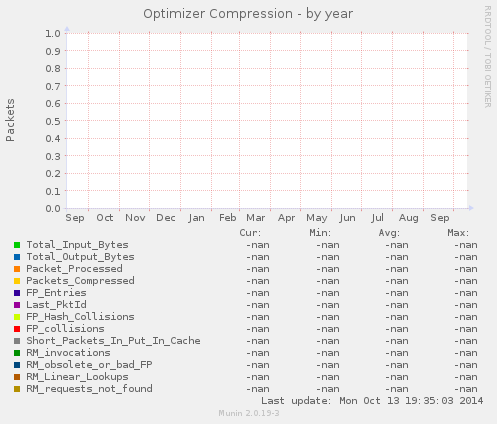 Optimizer Compression - by year
RRDTOOL / TOBI OETIKER
Packets
1.0
0.9
0.8
0.7
0.6
0.5
0.4
0.3
0.2
0.1
0.0
Sep Oct Nov Dec Jan Feb Mar Apr May Jun Jul Aug Sep
Cur: Min: Avg: Max:
Total_Input_Bytes -nan -nan -nan -nan
Total_Output_Bytes -nan -nan -nan -nan
Packet_Processed -nan -nan -nan -nan
Packets_Compressed -nan -nan -nan -nan
FP_Entries -nan -nan -nan -nan
Last_PktId -nan -nan -nan -nan
FP_Hash_Collisions -nan -nan -nan -nan
FP_collisions -nan -nan -nan -nan
Short_Packets_In_Put_In_Cache -nan -nan -nan -nan
RM_invocations -nan -nan -nan -nan
RM_obsolete_or_bad_FP -nan -nan -nan -nan
RM_Linear_Lookups -nan -nan -nan -nan
RM_requests_not_found -nan -nan -nan -nan
Last update: Mon Oct 13 19:35:03 2014
Munin 2.0.19-3